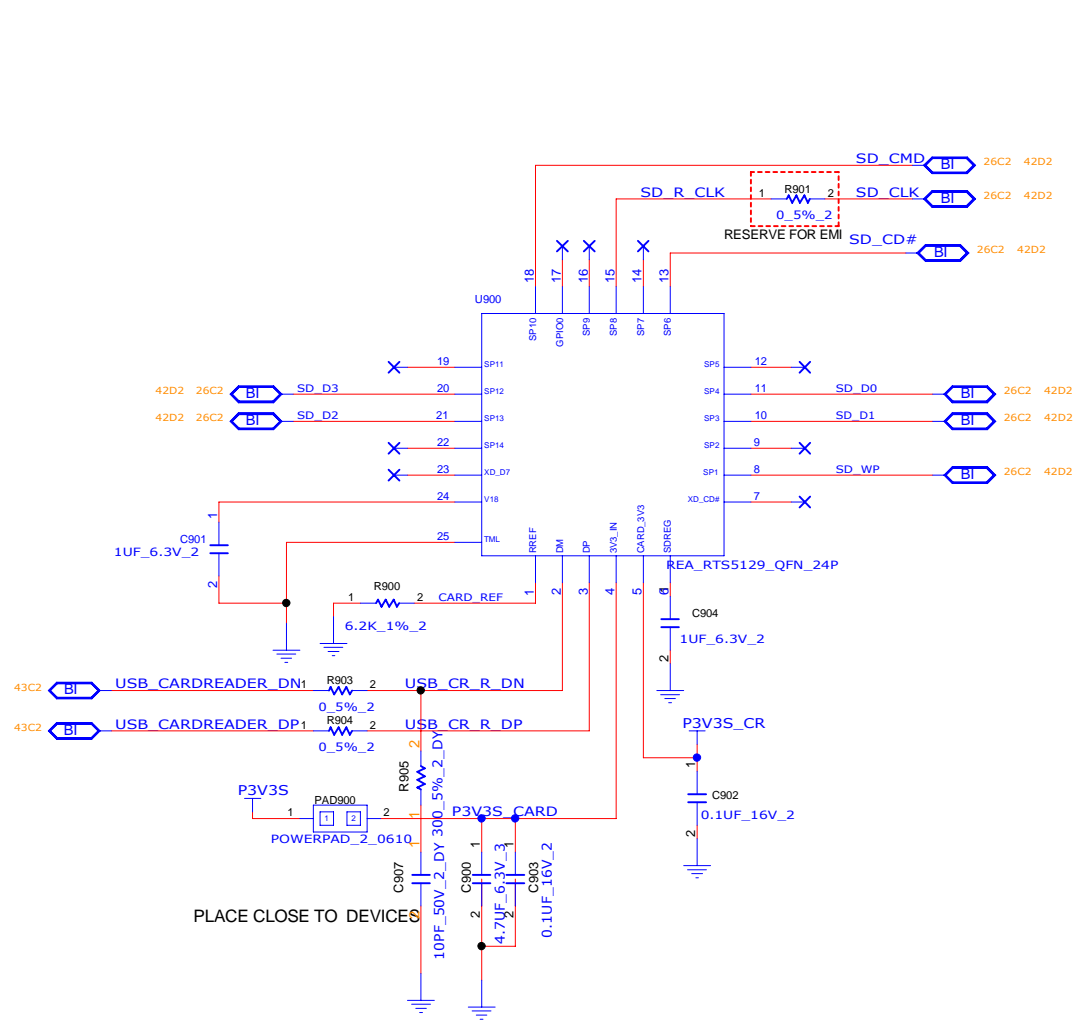 SD_CMD BI 26C2 42D2
SD_R_CLK 1 R901 2 SD_CLK BI 26C2 42D2
0_5%_2
RESERVE FOR EMI
SD_CD# BI 26C2 42D2
18 17 16 15 14 13
U900
SP10 GPIO0 SP9 SP8 SP7 SP6
19 SP11 SP5 12
42D2 26C2 BI SD_D3 20 SP12 SP4 11 SD_D0 BI 26C2 42D2
42D2 26C2 BI SD_D2 21 SP13 SP3 10 SD_D1 BI 26C2 42D2
22 SP14 SP2 9
23 XD_D7 SP1 8 SD_WP BI 26C2 42D2
24 V18 XD_CD# 7
1
C901
1UF_6.3V_2
2
25 TML
RREF DM DP 3V3_IN CARD_3V3 SDREG
REA_RTS5129_QFN_24P
1 2 3 4 5 6
1 R900 2 CARD_REF
6.2K_1%_2
1
C904
1UF_6.3V_2
2
43C2 BI USB_CARDREADER_DN 1 R903 2 USB_CR_R_DN
0_5%_2
43C2 BI USB_CARDREADER_DP 1 R904 2 USB_CR_R_DP
0_5%_2
P3V3S_CR
1
C902
0.1UF_16V_2
2
2
R905
300_5%_2_DY
1
P3V3S
1 PAD900 2 P3V3S_CARD
1 2
POWERPAD_2_0610
1
C907
10PF_50V_2_DY
2
1
C900
4.7UF_6.3V_3
2
1
C903
0.1UF_16V_2
2
PLACE CLOSE TO DEVICES